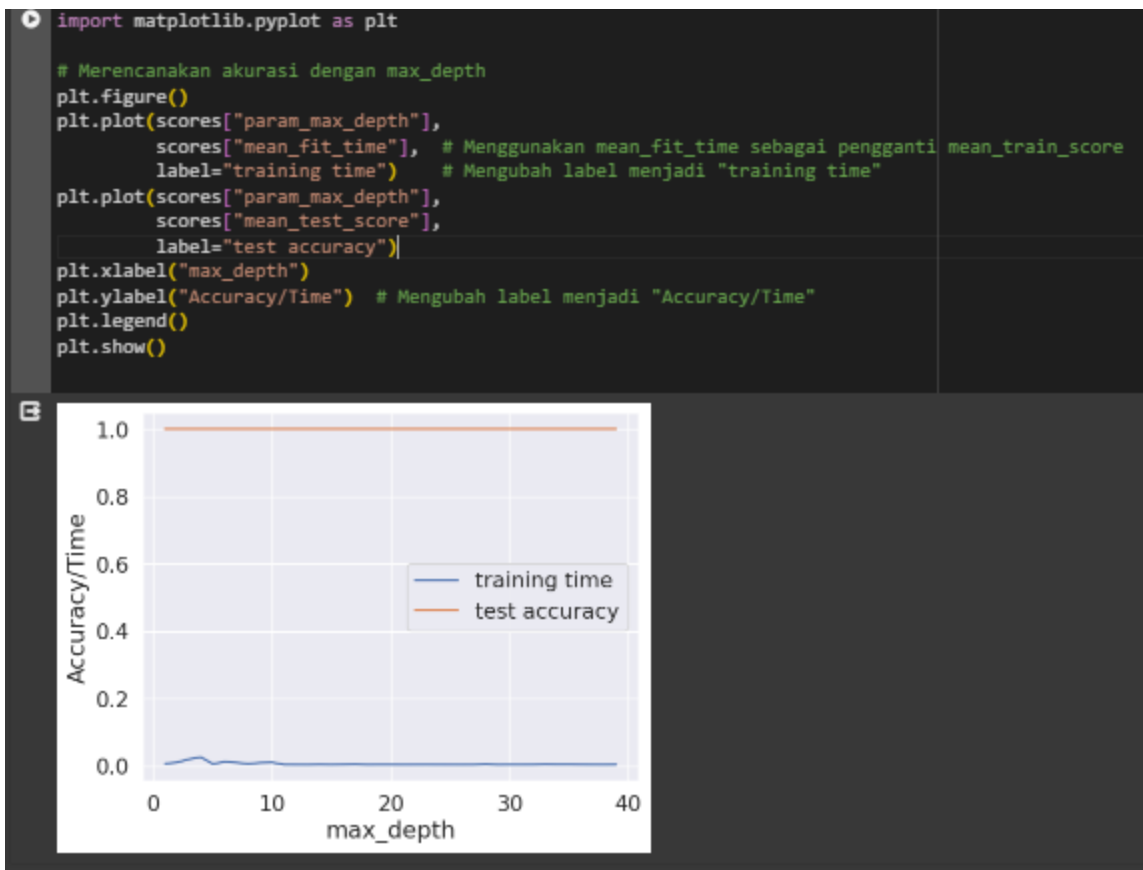 import matplotlib.pyplot as plt
# Merencanakan akurasi dengan max_depth
plt.figure()
plt.plot(scores["param_max_depth"],
scores["mean_fit_time"], # Menggunakan mean_fit_time sebagai pengganti mean_train_score
label="training time") # Mengubah label menjadi "training time"
plt.plot(scores["param_max_depth"],
scores["mean_test_score"],
label="test accuracy")
plt.xlabel("max_depth")
plt.ylabel("Accuracy/Time") # Mengubah label menjadi "Accuracy/Time"
plt.legend()
plt.show()
1.0
0.8
0.6
0.4
0.2
0.0
Accuracy/Time
training time
test accuracy
0 10 20 30 40
max_depth